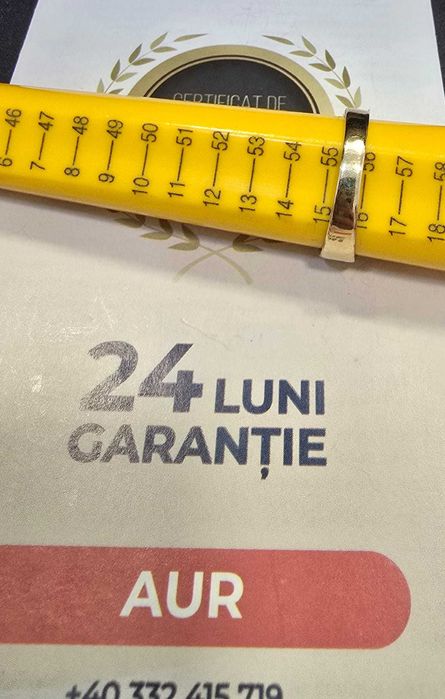 CERTIFICAT DE
46 47 48 49 50 51 52 53 54 55 56 57 58
6 7 8 9 10 11 12 13 14 15 16 17 18
24 LUNI
GARANȚIE
AUR
+40 332 415 719